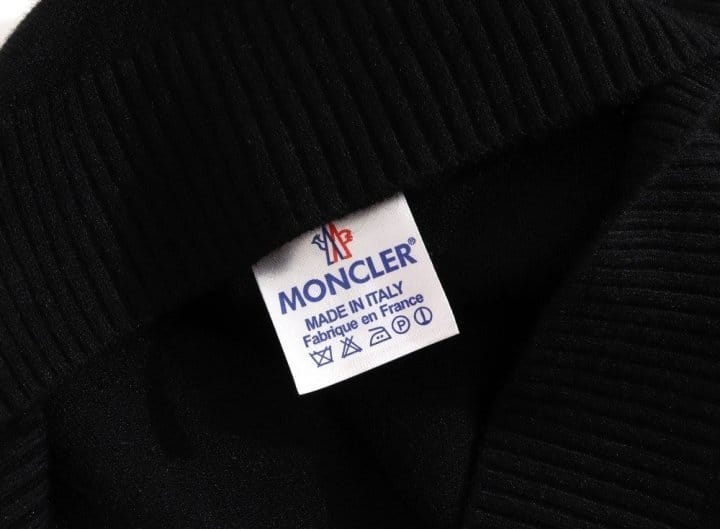 MONCLER®
MADE IN ITALY
Fabrique en France
P